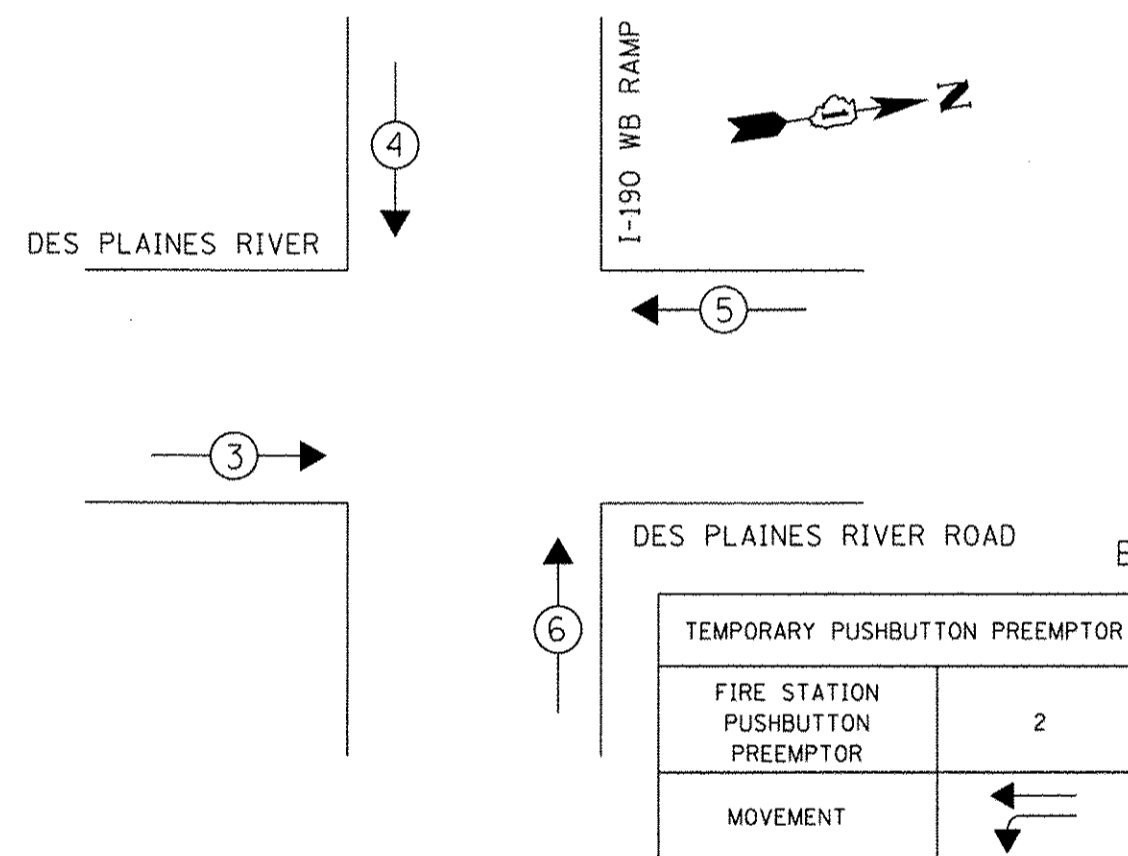 I-190 WB RAMP
1
N
4
DES PLAINES RIVER
5
3
DES PLAINES RIVER ROAD
6
TEMPORARY PUSHBUTTON PREEMPTOR
FIRE STATION
PUSHBUTTON
PREEMPTOR
2
MOVEMENT